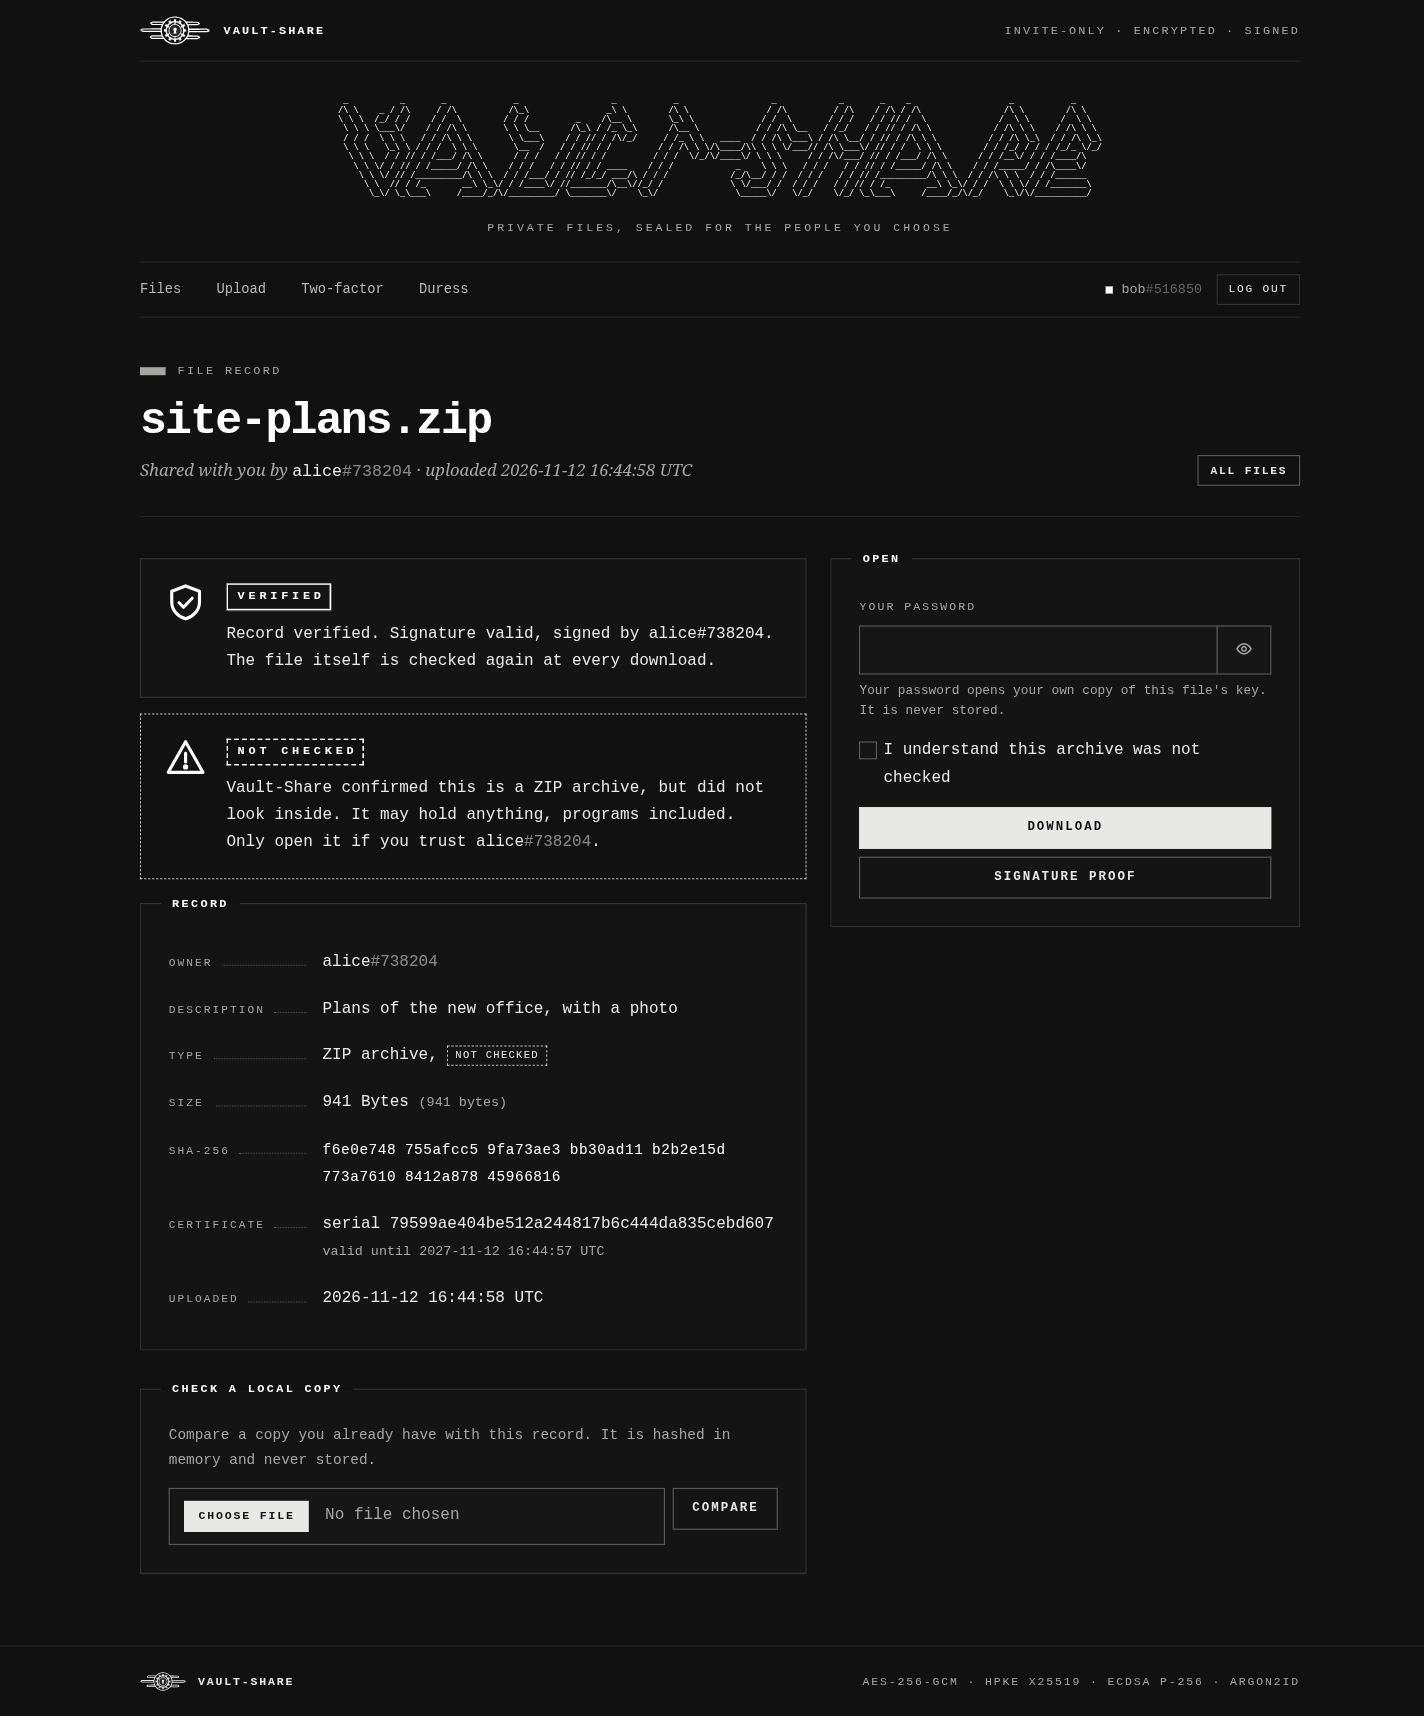 VAULT-SHARE
INVITE-ONLY · ENCRYPTED · SIGNED
VAULT-SHARE
PRIVATE FILES, SEALED FOR THE PEOPLE YOU CHOOSE
Files Upload Two-factor Duress
bob#516850 LOG OUT
FILE RECORD
site-plans.zip
Shared with you by alice#738204 · uploaded 2026-11-12 16:44:58 UTC
ALL FILES
VERIFIED
Record verified. Signature valid, signed by alice#738204.
The file itself is checked again at every download.
NOT CHECKED
Vault-Share confirmed this is a ZIP archive, but did not
look inside. It may hold anything, programs included.
Only open it if you trust alice#738204.
RECORD
OWNER alice#738204
DESCRIPTION Plans of the new office, with a photo
TYPE ZIP archive, NOT CHECKED
SIZE 941 Bytes (941 bytes)
SHA-256 f6e0e748 755afcc5 9fa73ae3 bb30ad11 b2b2e15d
773a7610 8412a878 45966816
CERTIFICATE serial 79599ae404be512a244817b6c444da835cebd607
valid until 2027-11-12 16:44:57 UTC
UPLOADED 2026-11-12 16:44:58 UTC
CHECK A LOCAL COPY
Compare a copy you already have with this record. It is hashed in
memory and never stored.
CHOOSE FILE No file chosen
COMPARE
OPEN
YOUR PASSWORD
Your password opens your own copy of this file's key.
It is never stored.
I understand this archive was not
checked
DOWNLOAD
SIGNATURE PROOF
VAULT-SHARE
AES-256-GCM · HPKE X25519 · ECDSA P-256 · ARGON2ID